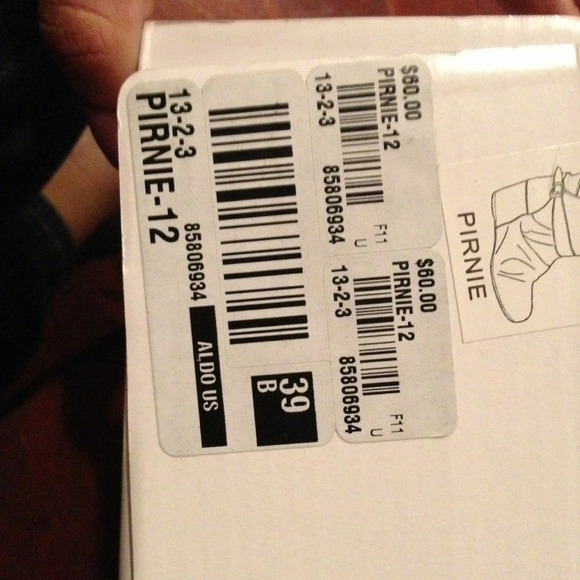 13-2-3
PIRNIE-12
85806934
ALDO US
39
B
$60.00
PIRNIE-12
13-2-3
85806934
F11
U
$60.00
PIRNIE-12
13-2-3
85806934
F11
U
PIRNIE